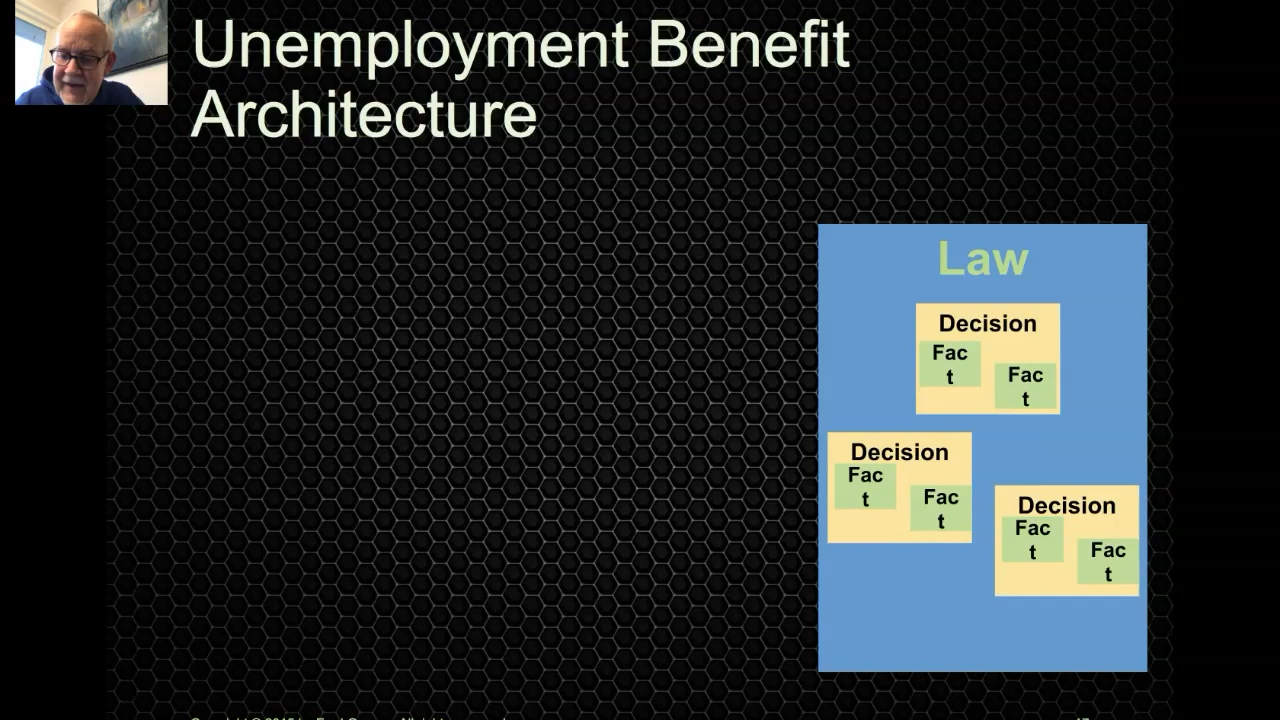 Unemployment Benefit
Architecture
Law
Decision
Fac
t
Fac
t
Decision
Fac
t
Fac
t
Decision
Fac
t
Fac
t